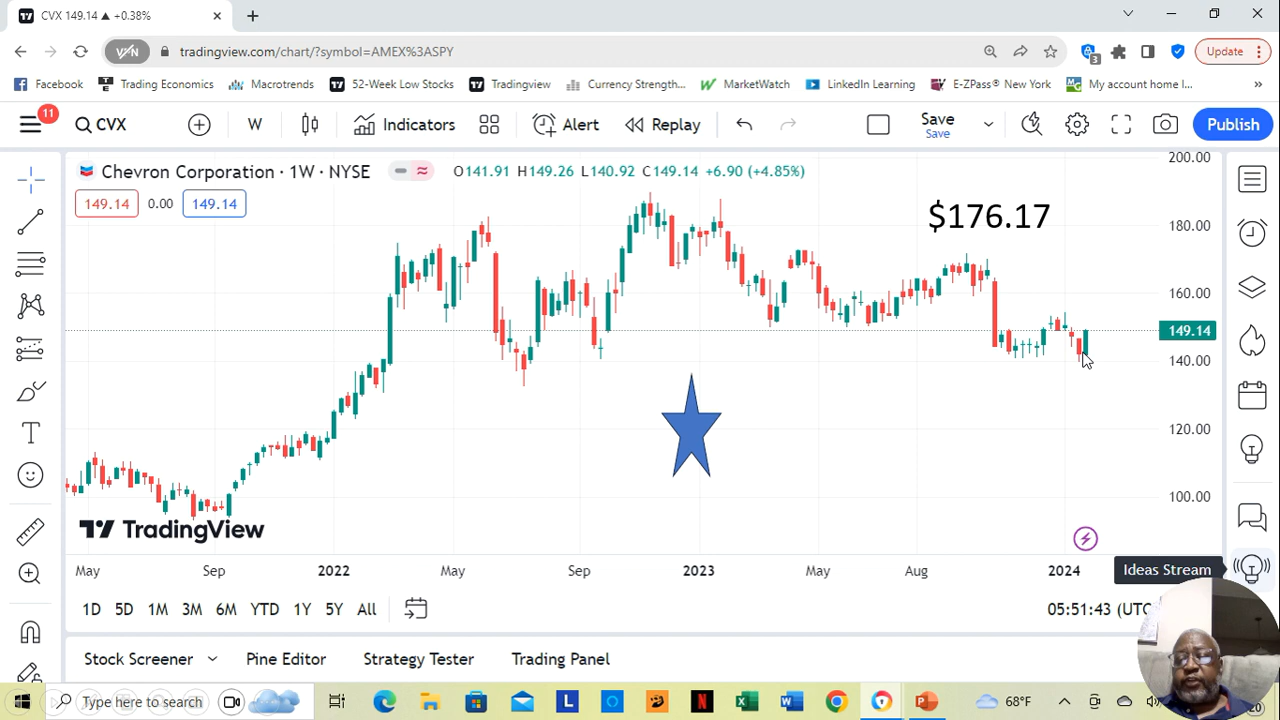 CVX 149.14 ▲ +0.38%
V/N
tradingview.com/chart/?symbol=AMEX%3ASPY
3
Update
Facebook
Trading Economics
Macrotrends
52-Week Low Stocks
Tradingview
Currency Strength...
MarketWatch
LinkedIn Learning
E-ZPass® New York
My account home I...
»
11
CVX
W
Indicators
Alert
Replay
Save
Save
Publish
Chevron Corporation · 1W · NYSE
O141.91 H149.26 L140.92 C149.14 +6.90 (+4.85%)
149.14
0.00
149.14
$176.17
200.00
180.00
160.00
149.14
140.00
120.00
100.00
TradingView
May
Sep
2022
May
Sep
2023
May
Aug
2024
Ideas Stream
1D 5D 1M 3M 6M YTD 1Y 5Y All
05:51:43 (UTC
Stock Screener
Pine Editor
Strategy Tester
Trading Panel
Type here to search
68°F